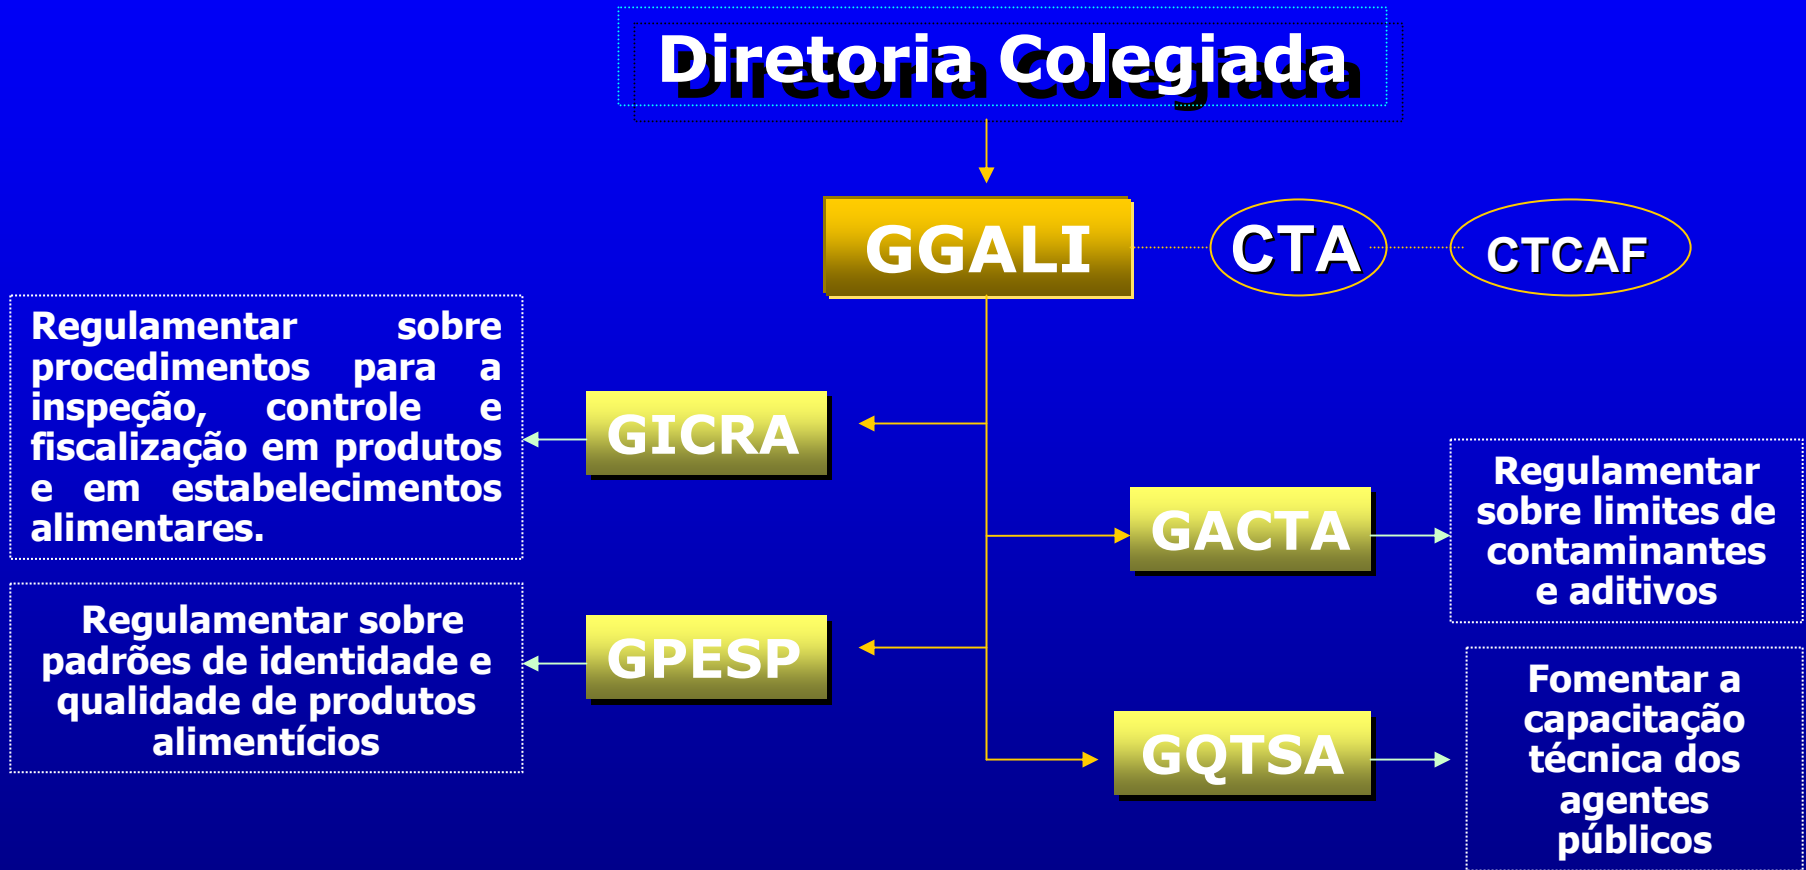 Diretoria Colegiada
GGALI
CTA
CTCAF
Regulamentar sobre
procedimentos para a
inspeção, controle e
fiscalização em produtos
e em estabelecimentos
alimentares.
GICRA
GACTA
Regulamentar
sobre limites de
contaminantes
e aditivos
Regulamentar sobre
padrões de identidade e
qualidade de produtos
alimentícios
GPESP
GQTSA
Fomentar a
capacitação
técnica dos
agentes
públicos